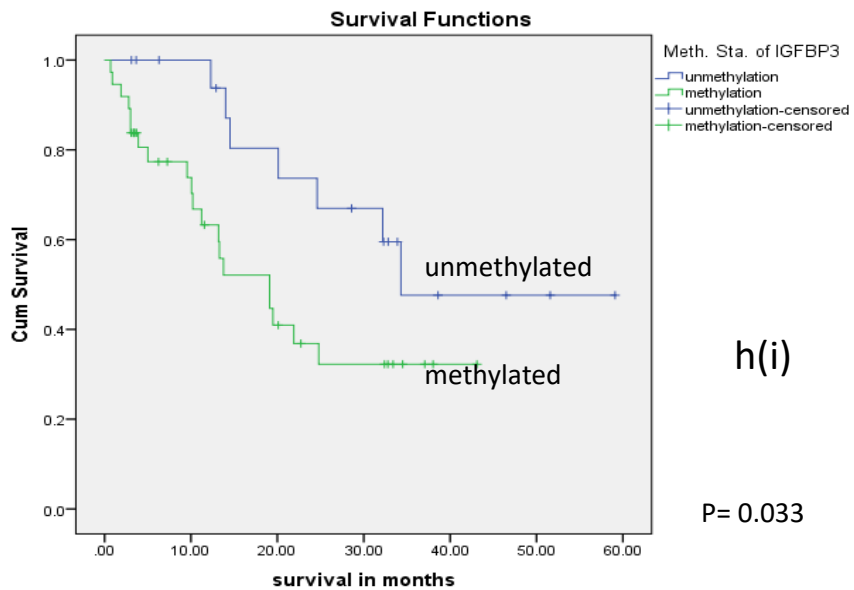 Survival Functions
Meth. Sta. of IGFBP3
unmethylation
methylation
unmethylation-censored
methylation-censored
Cum Survival
1.0
0.8
0.6
0.4
0.2
0.0
unmethylated
methylated
h(i)
P= 0.033
.00 10.00 20.00 30.00 40.00 50.00 60.00
survival in months